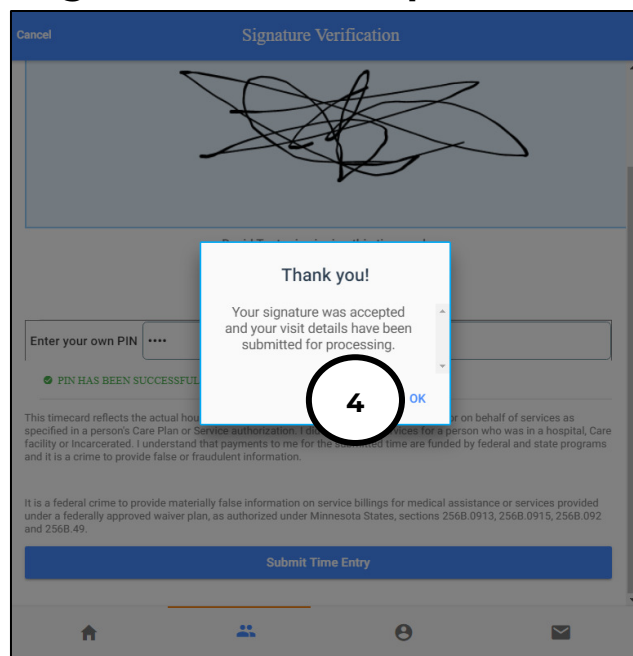 Cancel
Signature Verification
Thank you!
Your signature was accepted
and your visit details have been
submitted for processing.
4
OK
Enter your own PIN ····
PIN HAS BEEN SUCCESSFUL
This timecard reflects the actual hou or on behalf of services as
specified in a person's Care Plan or Service authorization. I for a person who was in a hospital, Care
facility or Incarcerated. I understand that payments to me for the time are funded by federal and state programs
and it is a crime to provide false or fraudulent information.
It is a federal crime to provide materially false information on service billings for medical assistance or services provided
under a federally approved waiver plan, as authorized under Minnesota States, sections 256B.0913, 256B.0915, 256B.092
and 256B.49.
Submit Time Entry